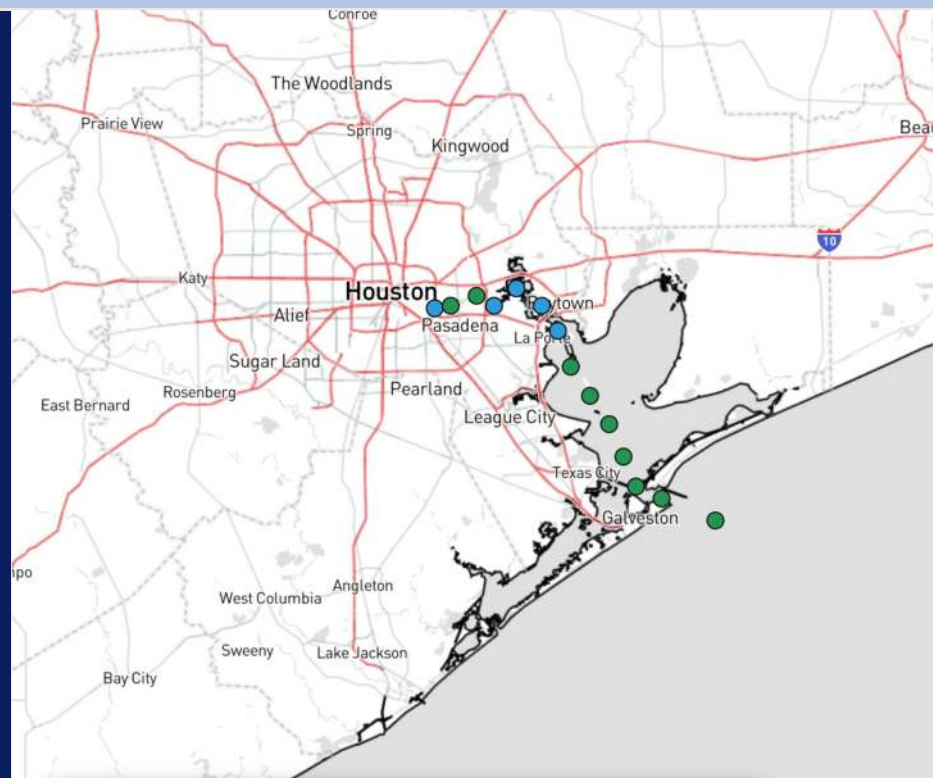 Conroe
The Woodlands
Prairie View
Spring
Kingwood
Beau
10
Katy
Houston
Baytown
Alief
Pasadena
La Porte
Sugar Land
Rosenberg
Pearland
East Bernard
League City
Texas City
Galveston
mpo
Angleton
West Columbia
Sweeny
Lake Jackson
Bay City